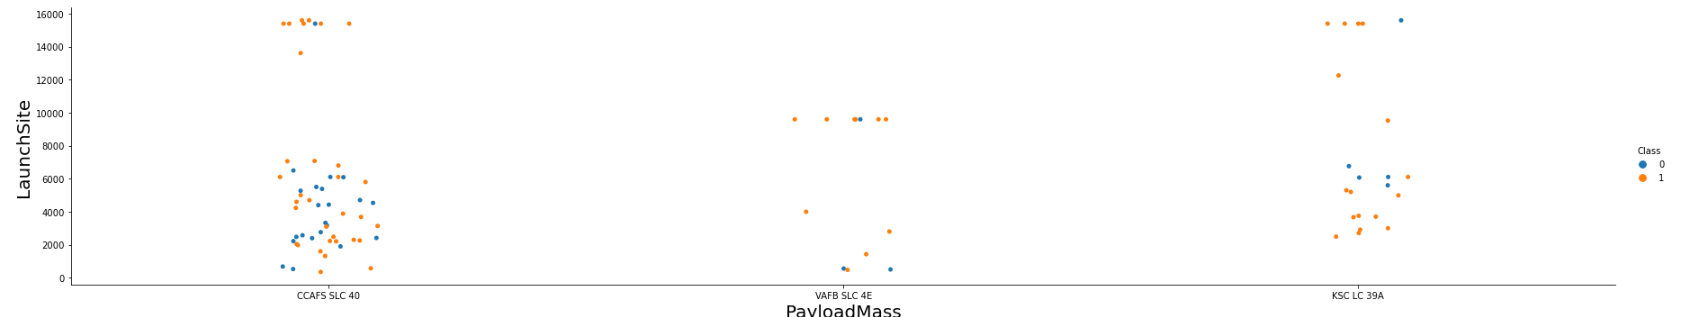 LaunchSite
16000
14000
12000
10000
8000
6000
4000
2000
0
CCAFS SLC 40
VAFB SLC 4E
KSC LC 39A
PayloadMass
Class
0
1